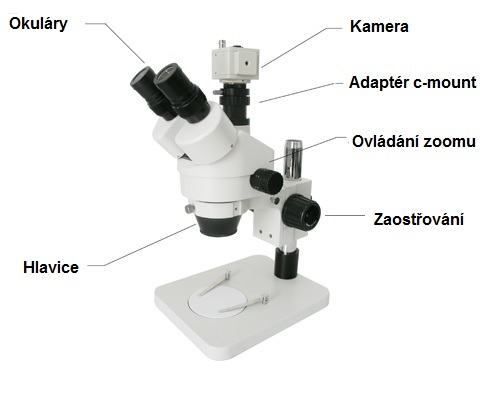 Okuláry
Kamera
Adaptér c-mount
Ovládání zoomu
Zaostřování
Hlavice